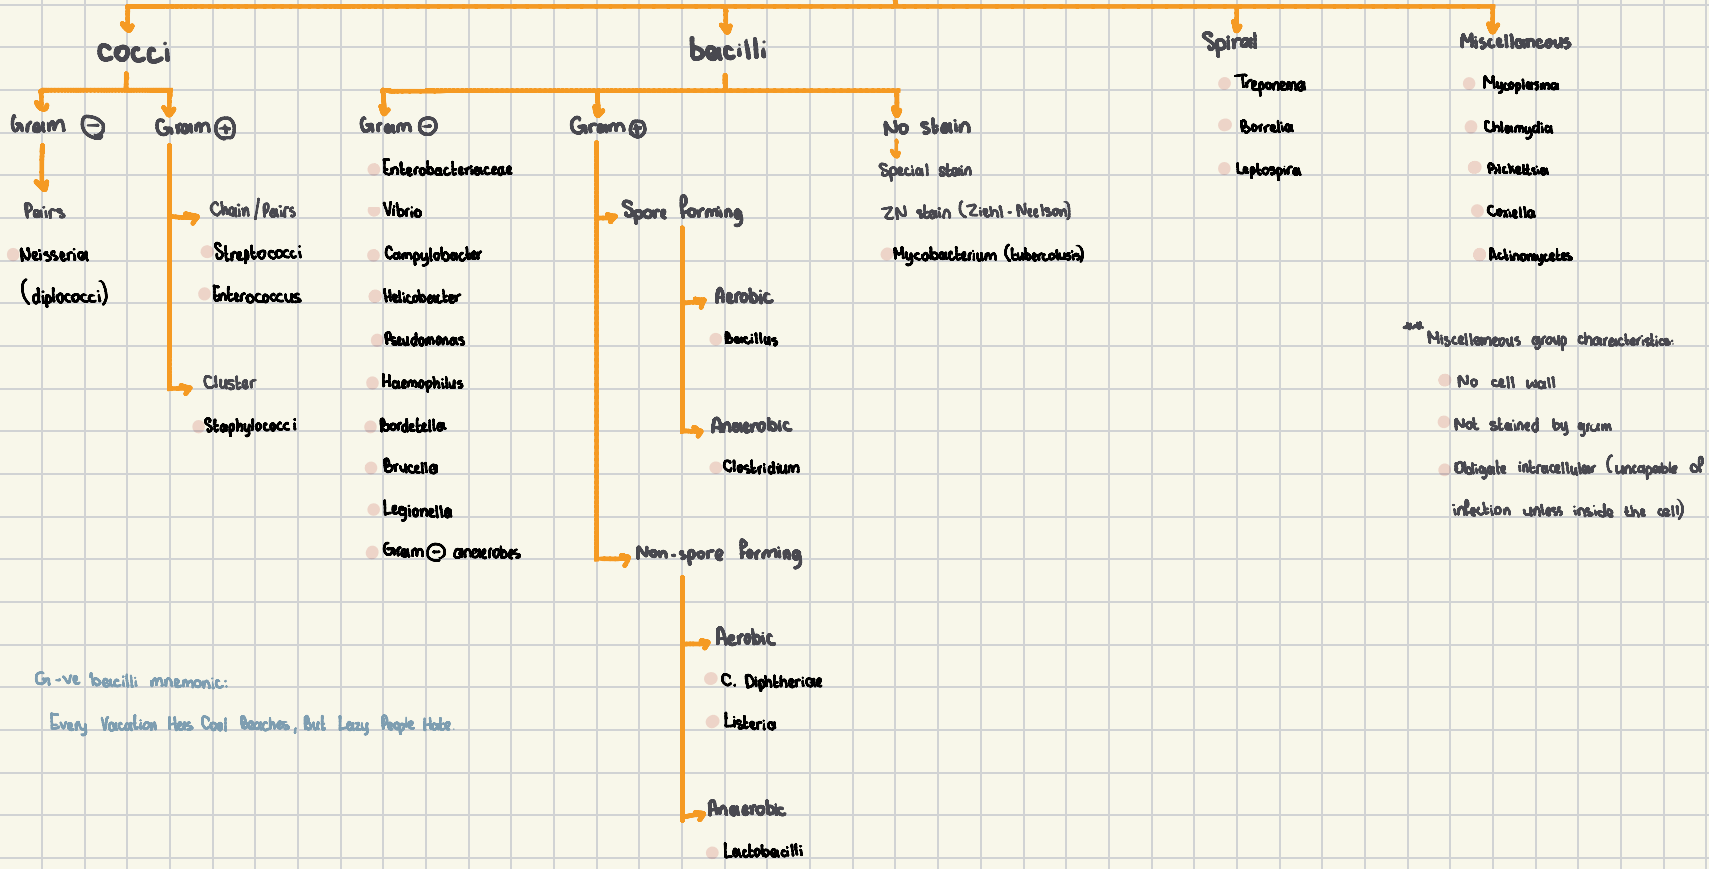 cocci
Gram ⊖
Pairs
Neisseria
(diplococci)
Gram ⊕
Chain/Pairs
Streptococci
Enterococcus
Cluster
Staphylococci
bacilli
Gram ⊖
Enterobacteriaceae
Vibrio
Campylobacter
Helicobacter
Pseudomonas
Haemophilus
Bordetella
Brucella
Legionella
Gram ⊖ anaerobes
Gram ⊕
Spore forming
Aerobic
Bacillus
Anaerobic
Clostridium
Non-spore forming
Aerobic
C. Diphtheriae
Listeria
Anaerobic
Lactobacilli
No stain
Special stain
ZN stain (Ziehl-Neelson)
Mycobacterium (tubercolusis)
Spiral
Treponema
Borrelia
Leptospira
Miscellaneous
Mycoplasma
Chlamydia
Rickettsia
Coxiella
Actinomycetes
** Miscellaneous group characteristics:
No cell wall
Not stained by gram
Obligate intracellular (uncapable of
infection unless inside the cell)
G-ve bacilli mnemonic:
Every Vacation Has Cool Beaches, But Lazy People Hate.